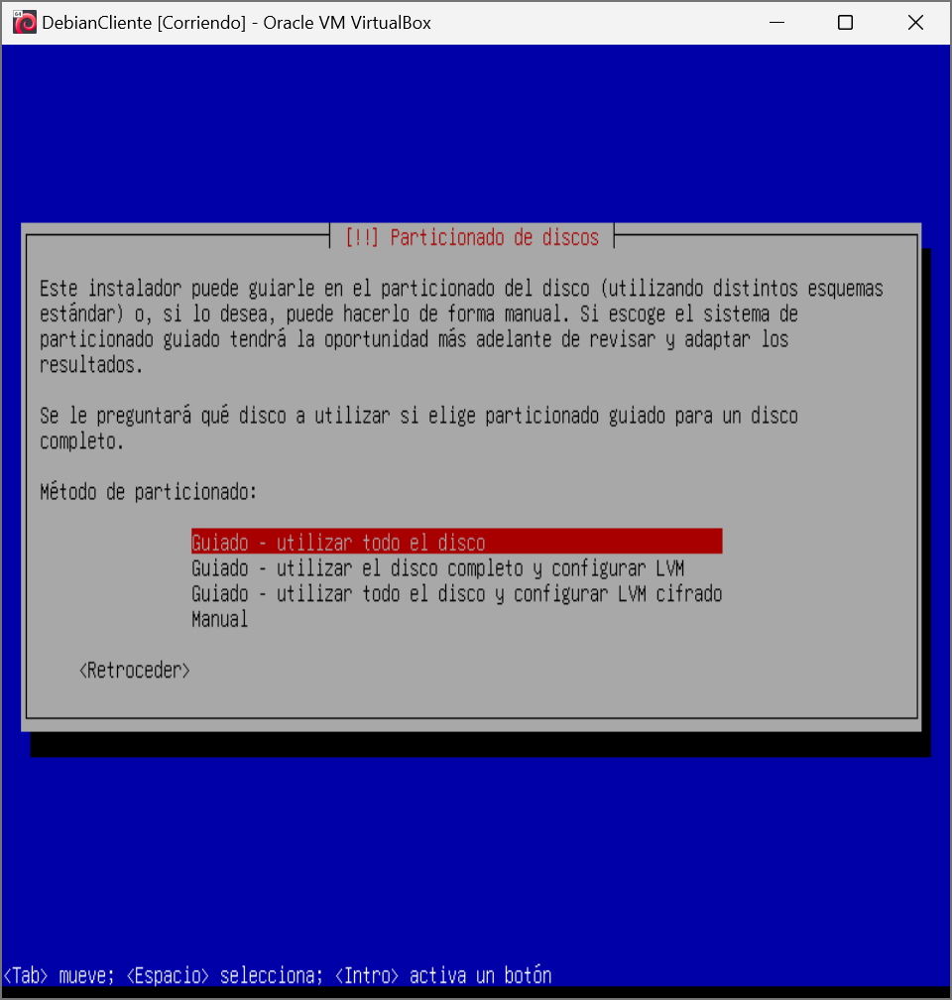 DebianCliente [Corriendo] - Oracle VM VirtualBox
[!!] Particionado de discos
Este instalador puede guiarle en el particionado del disco (utilizando distintos esquemas
estándar) o, si lo desea, puede hacerlo de forma manual. Si escoge el sistema de
particionado guiado tendrá la oportunidad más adelante de revisar y adaptar los
resultados.
Se le preguntará qué disco a utilizar si elige particionado guiado para un disco
completo.
Método de particionado:
Guiado - utilizar todo el disco
Guiado - utilizar el disco completo y configurar LVM
Guiado - utilizar todo el disco y configurar LVM cifrado
Manual
<Retroceder>
<Tab> mueve; <Espacio> selecciona; <Intro> activa un botón